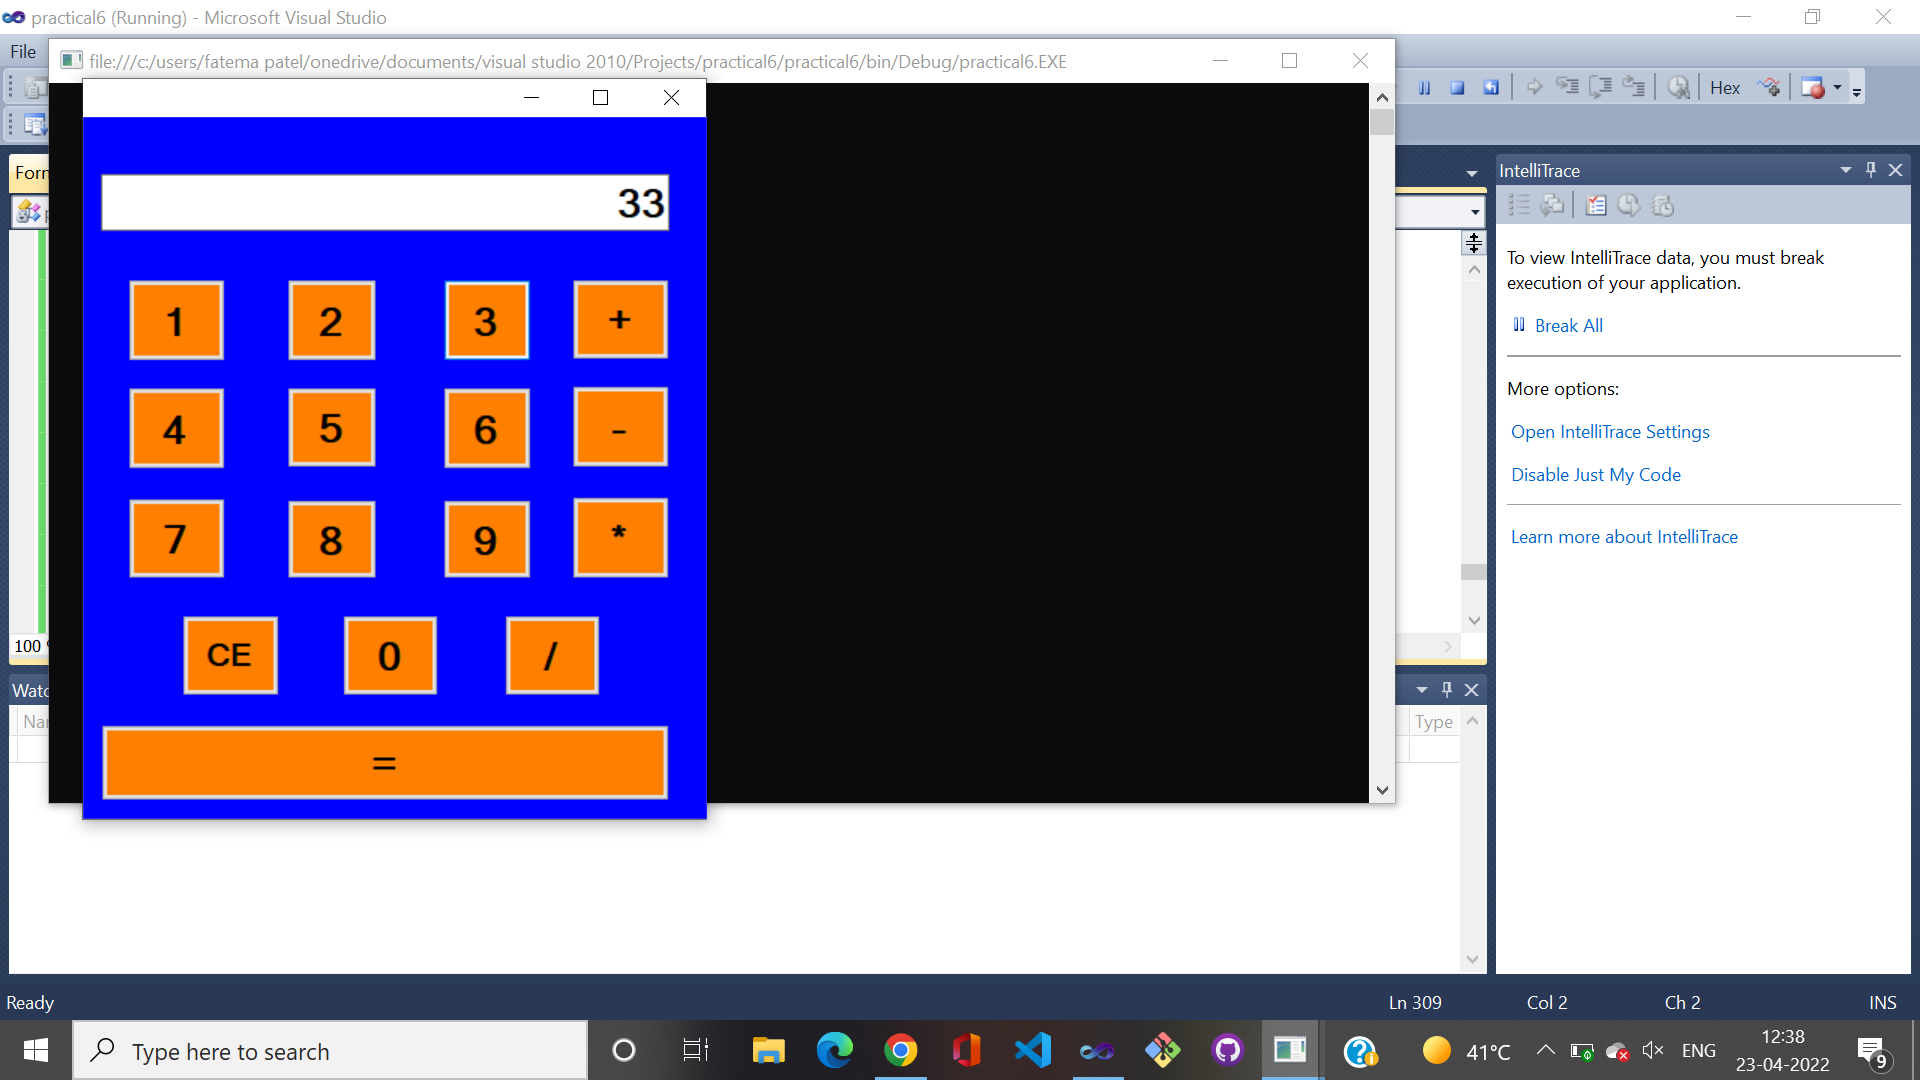 practical6 (Running) - Microsoft Visual Studio
File
file:///c:/users/fatema patel/onedrive/documents/visual studio 2010/Projects/practical6/practical6/bin/Debug/practical6.EXE
Hex
33
1 2 3 +
4 5 6 -
7 8 9 *
CE 0 /
=
Form
100 %
IntelliTrace
To view IntelliTrace data, you must break
execution of your application.
Break All
More options:
Open IntelliTrace Settings
Disable Just My Code
Learn more about IntelliTrace
Type
Ready
Ln 309 Col 2 Ch 2 INS
Type here to search
41°C ENG
12:38
23-04-2022
9